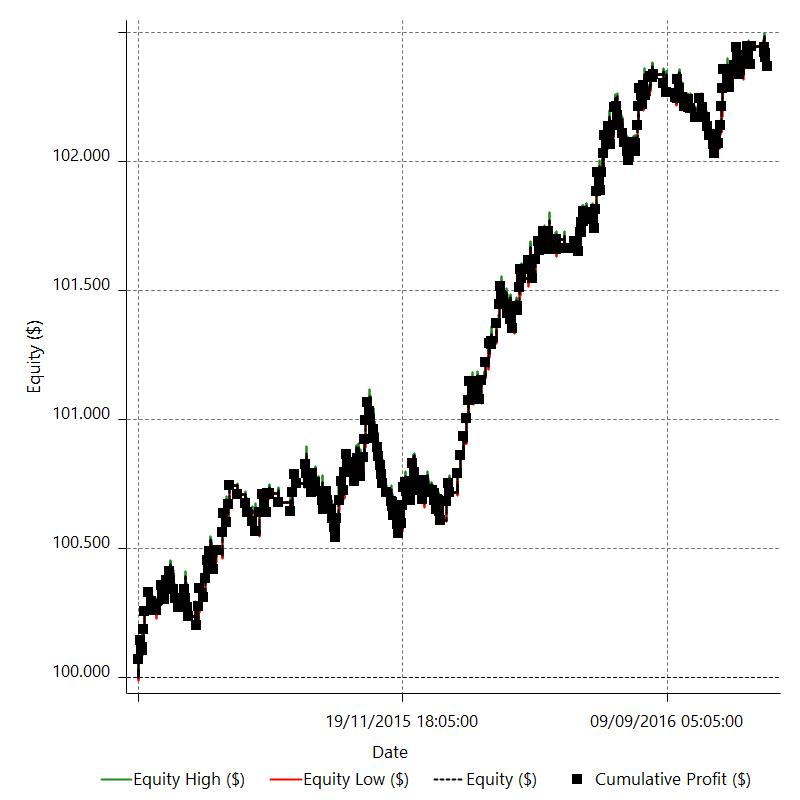 102.000
101.500
101.000
100.500
100.000
Equity ($)
19/11/2015 18:05:00 09/09/2016 05:05:00
Date
Equity High ($) Equity Low ($) Equity ($) Cumulative Profit ($)